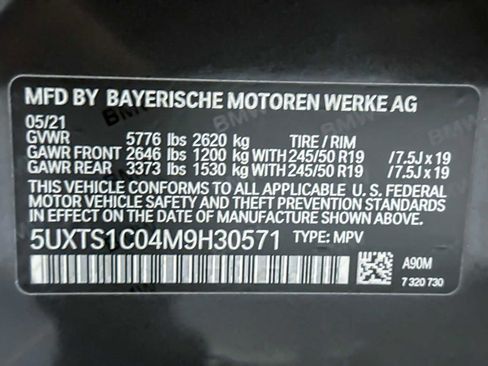 MFD BY BAYERISCHE MOTOREN WERKE AG
05/21
GVWR 5776 lbs 2620 kg TIRE / RIM
GAWR FRONT 2646 lbs 1200 kg WITH 245/50 R19 /7.5J x 19
GAWR REAR 3373 lbs 1530 kg WITH 245/50 R19 /7.5J x 19
THIS VEHICLE CONFORMS TO ALL APPLICABLE U. S. FEDERAL
MOTOR VEHICLE SAFETY STANDARDS IN EFFECT
ON THE DATE OF MANUFACTURE SHOWN ABOVE.
5UXTS1C04M9H30571 TYPE: MPV
A90M
7 320 730